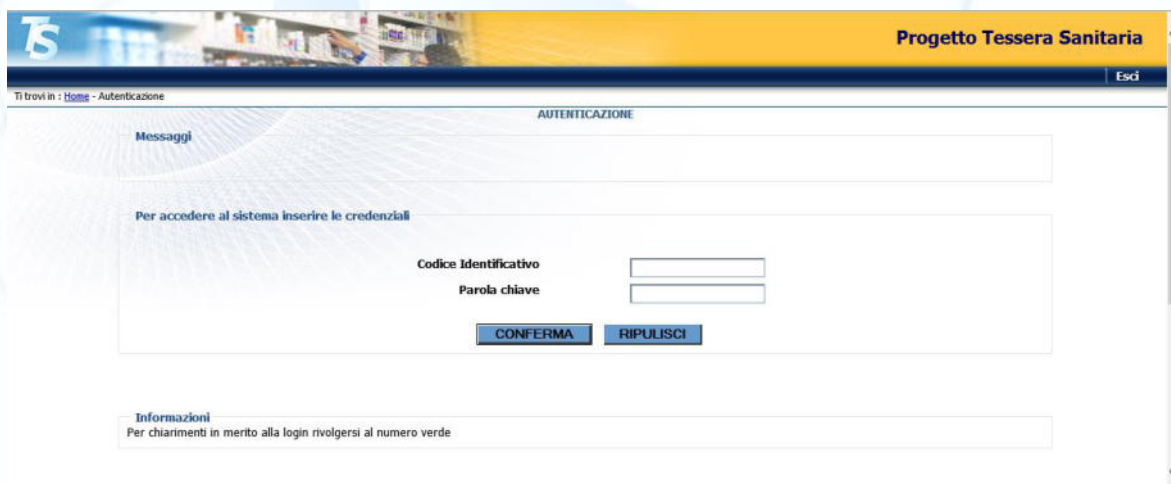 TS
Progetto Tessera Sanitaria
Esci
Ti trovi in : Home - Autenticazione
AUTENTICAZIONE
Messaggi
Per accedere al sistema inserire le credenziali
Codice Identificativo
Parola chiave
CONFERMA RIPULISCI
Informazioni
Per chiarimenti in merito alla login rivolgersi al numero verde